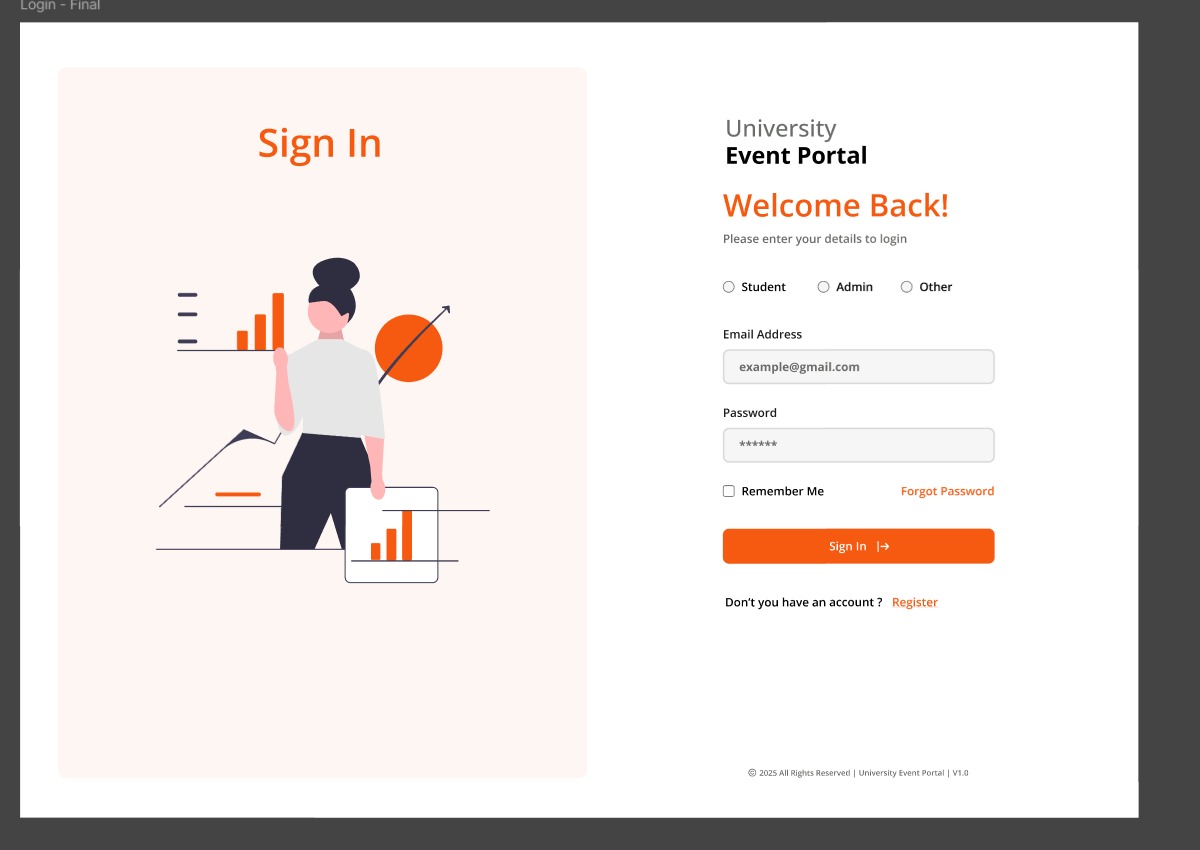 Login - Final
Sign In
University
Event Portal
Welcome Back!
Please enter your details to login
Student Admin Other
Email Address
example@gmail.com
Password
******
Remember Me Forgot Password
Sign In
Don't you have an account ? Register
© 2025 All Rights Reserved | University Event Portal | V1.0